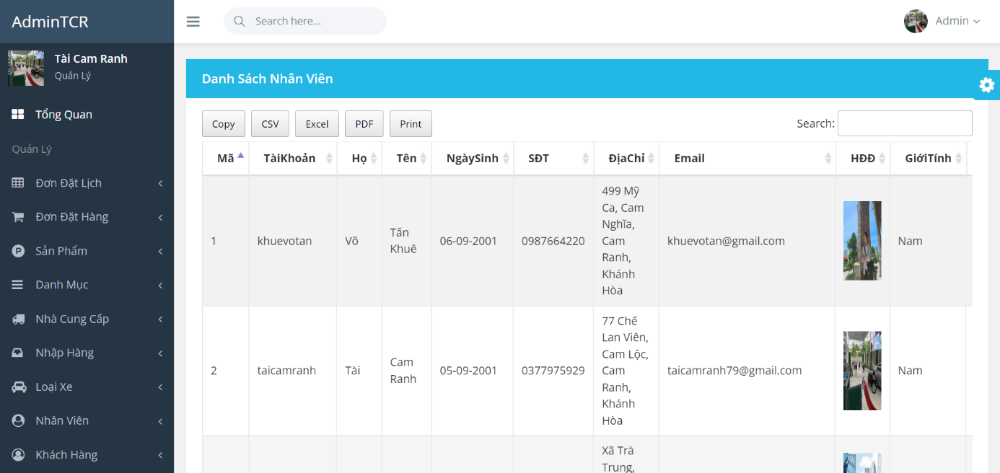 AdminTCR
Search here...
Admin
Tài Cam Ranh
Quản Lý
Tổng Quan
Quản Lý
Đơn Đặt Lịch
Đơn Đặt Hàng
Sản Phẩm
Danh Mục
Nhà Cung Cấp
Nhập Hàng
Loại Xe
Nhân Viên
Khách Hàng
Danh Sách Nhân Viên
Copy CSV Excel PDF Print
Search:
Mã TàiKhoản Họ Tên NgàySinh SĐT ĐịaChỉ Email HĐĐ GiớiTính
1 khuevotan Võ Tấn Khuê 06-09-2001 0987664220
499 Mỹ
Ca, Cam
Nghĩa,
Cam
Ranh,
Khánh
Hòa
khuevotan@gmail.com Nam
2 taicamranh Tài Cam Ranh 05-09-2001 0377975929
77 Chế
Lan Viên,
Cam Lộc,
Cam
Ranh,
Khánh
Hòa
taicamranh79@gmail.com Nam
Xã Trà
Trung,